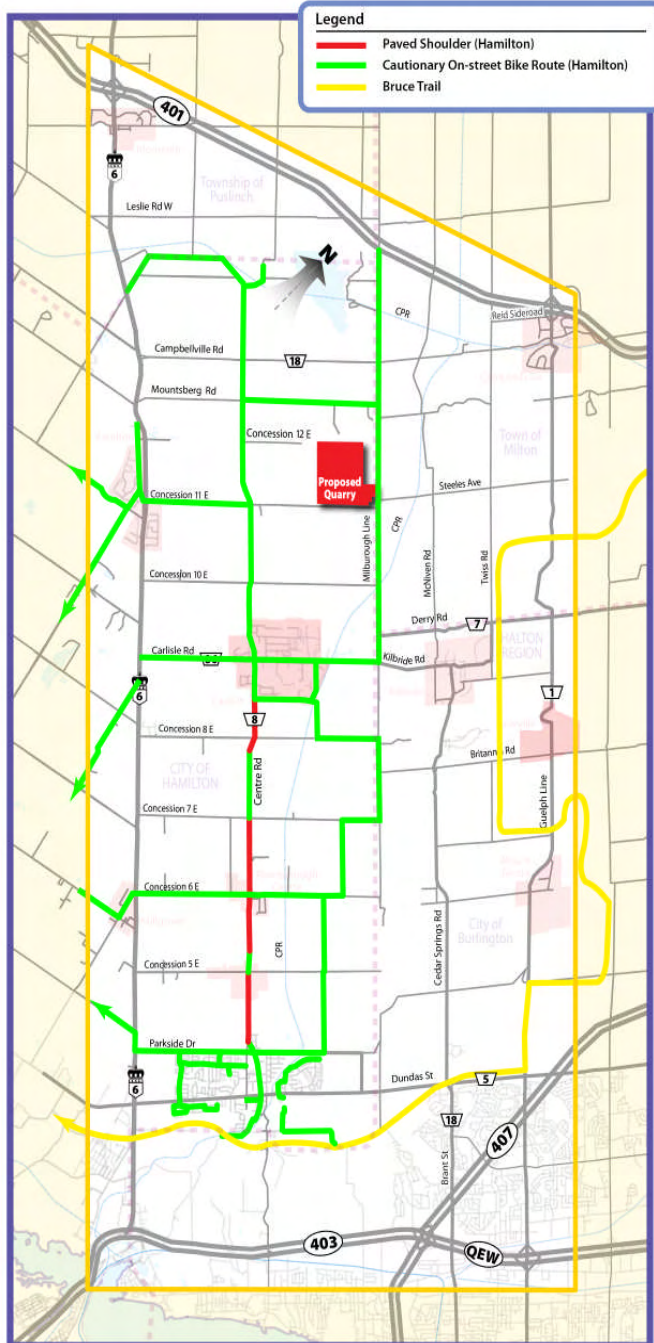 Legend
Paved Shoulder (Hamilton)
Cautionary On-street Bike Route (Hamilton)
Bruce Trail
401
6
Township of
Puslinch
Leslie Rd W
N
CPR
Reid Sideroad
Campbellville Rd
18
Mountsberg Rd
Town of
Milton
Concession 12 E
Proposed
Quarry
Steeles Ave
Concession 11 E
Milburough Line
CPR
McNiven Rd
Twiss Rd
Concession 10 E
Derry Rd
7
HALTON
REGION
Carlisle Rd
Kilbride Rd
6
1
8
Concession 8 E
Centre Rd
Britannia Rd
CITY OF
HAMILTON
Guelph Line
Concession 7 E
Concession 6 E
Cedar Springs Rd
City of
Burlington
CPR
Concession 5 E
Parkside Dr
6
Dundas St
5
18
407
Brant St
403
QEW